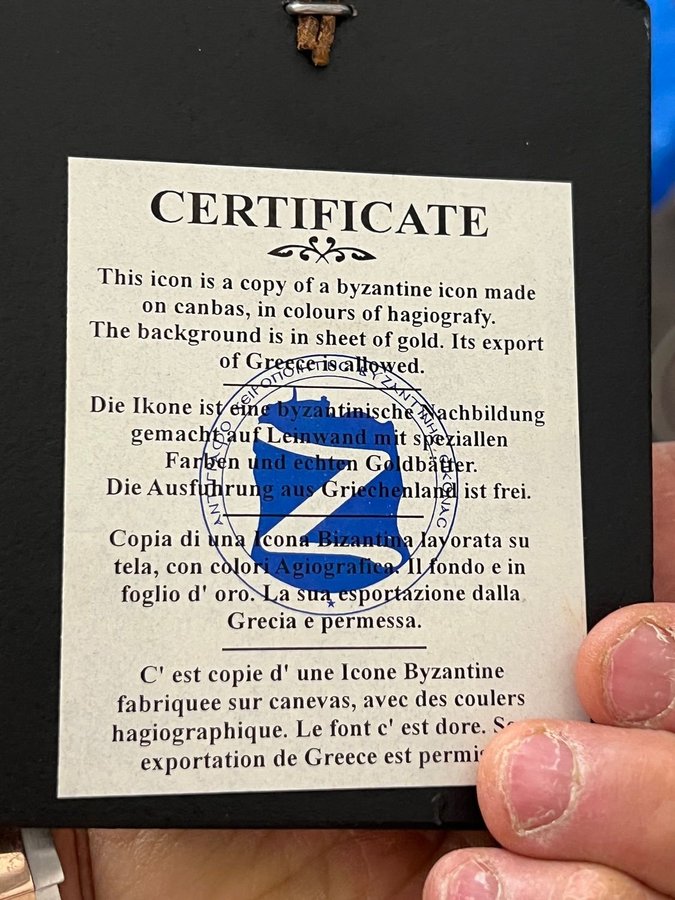 CERTIFICATE
This icon is a copy of a byzantine icon made
on canbas, in colours of hagiografy.
The background is in sheet of gold. Its export
of Greece is allowed.
Die Ikone ist eine byzantinische Nachbildung
gemacht auf Leinwand mit speziallen
Farben und echten Goldbätter.
Die Ausfuhrung aus Griechenland ist frei.
Copia di una Icona Bizantina lavorata su
tela, con colori Agiografica. Il fondo e in
foglio d' oro. La sua esportazione dalla
Grecia e permessa.
C' est copie d' une Icone Byzantine
fabriquee sur canevas, avec des coulers
hagiographique. Le font c' est dore.
exportation de Greece est
ΒΥΖΑΝΤΙΝΗΣ ΕΙΚΟΝΑΣ
Z